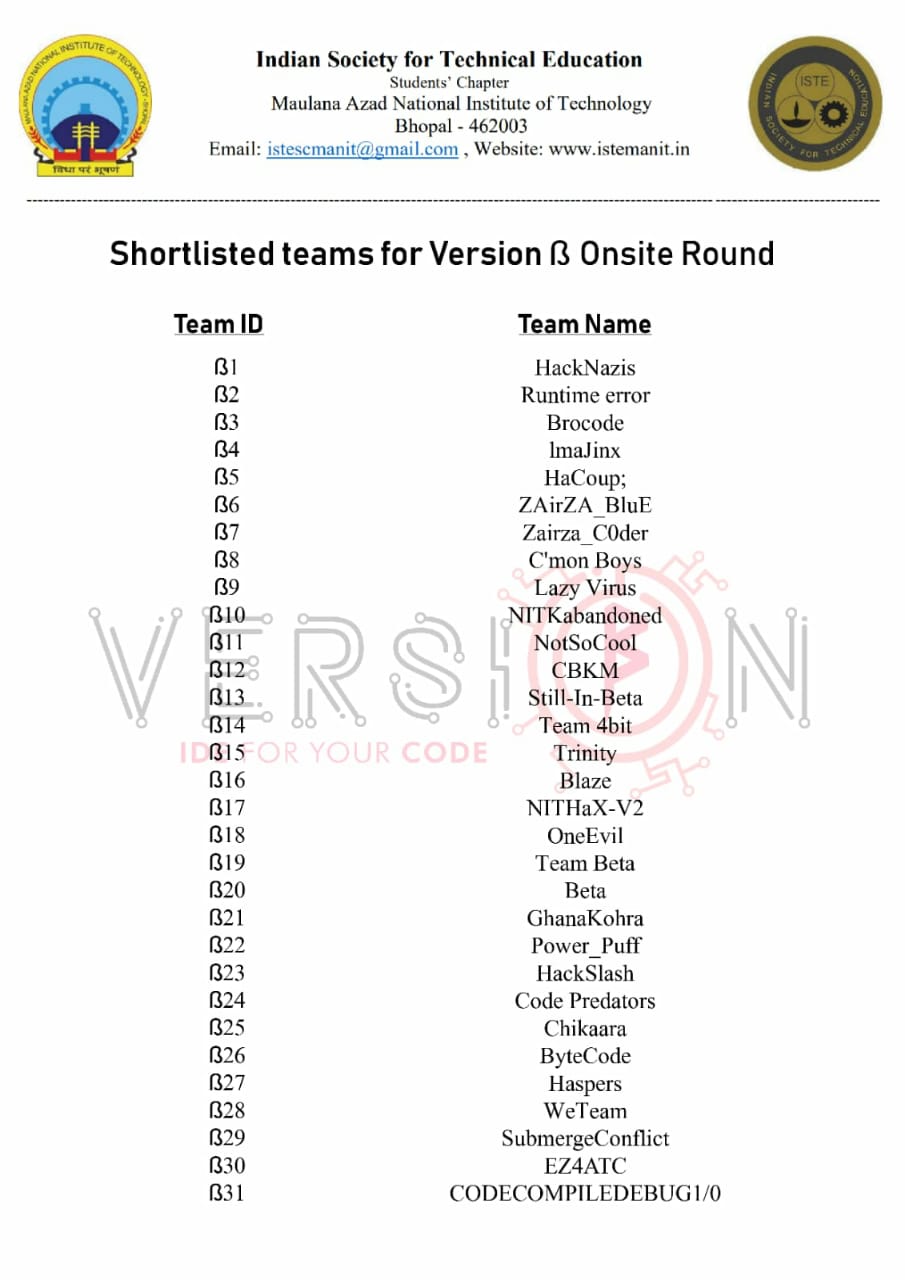 MAULANA AZAD NATIONAL INSTITUTE OF TECHNOLOGY
विद्या परं भूषणं
Indian Society for Technical Education
Students’ Chapter
Maulana Azad National Institute of Technology
Bhopal - 462003
Email: istescmanit@gmail.com , Website: www.istemanit.in
ISTE
INDIAN SOCIETY FOR TECHNICAL EDUCATION
Shortlisted teams for Version ß Onsite Round
Team ID Team Name
ß1 HackNazis
ß2 Runtime error
ß3 Brocode
ß4 lmaJinx
ß5 HaCoup;
ß6 ZAirZA_BluE
ß7 Zairza_C0der
ß8 C'mon Boys
ß9 Lazy Virus
ß10 NITKabandoned
ß11 NotSoCool
ß12 CBKM
ß13 Still-In-Beta
ß14 Team 4bit
ß15 Trinity
ß16 Blaze
ß17 NITHaX-V2
ß18 OneEvil
ß19 Team Beta
ß20 Beta
ß21 GhanaKohra
ß22 Power_Puff
ß23 HackSlash
ß24 Code Predators
ß25 Chikaara
ß26 ByteCode
ß27 Haspers
ß28 WeTeam
ß29 SubmergeConflict
ß30 EZ4ATC
ß31 CODECOMPILEDEBUG1/0
VERSION
IDE FOR YOUR CODE